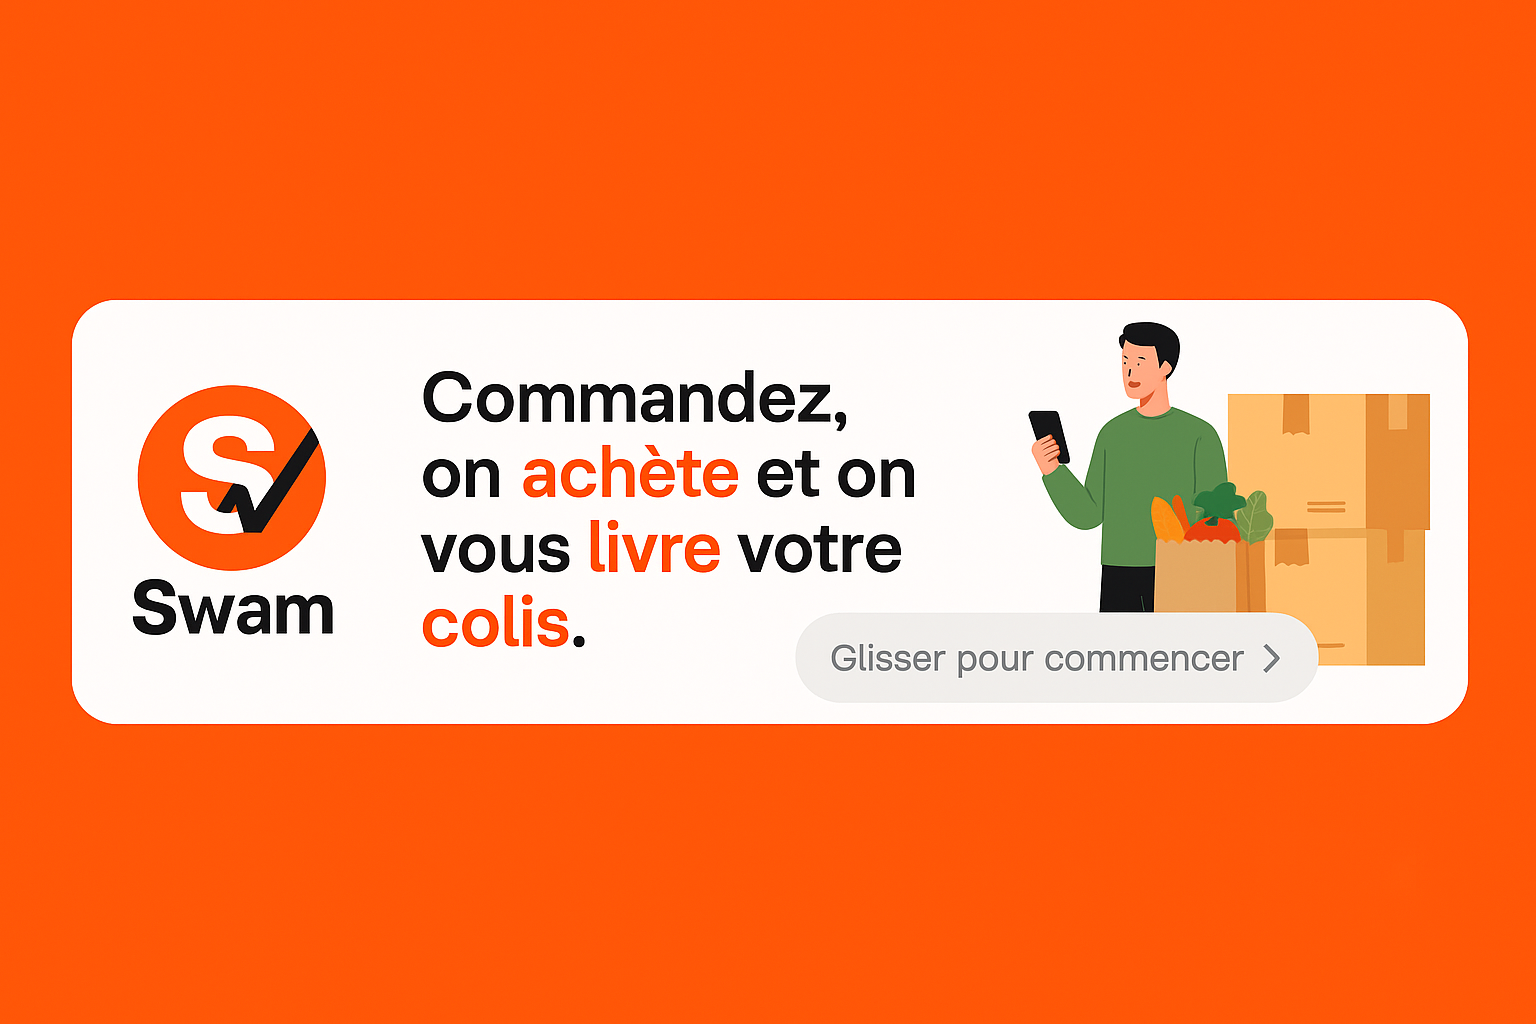 S
Swam
Commandez,
on achète et on
vous livre votre
colis.
Glisser pour commencer >